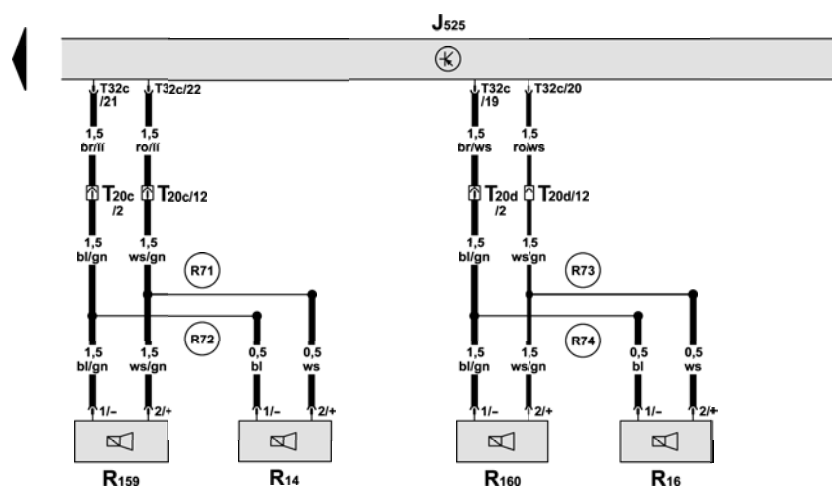 J525
T32c T32c/22 T32c T32c/20
/21 /19
1,5 1,5 1,5 1,5
br/li ro/li br/ws ro/ws
T20c T20c/12 T20d T20d/12
/2 /2
1,5 1,5 1,5 1,5
bl/gn ws/gn bl/gn ws/gn
R71 R73
R72 R74
1,5 1,5 0,5 0,5 1,5 1,5 0,5 0,5
bl/gn ws/gn bl ws bl/gn ws/gn bl ws
1/− 2/+ 1/− 2/+ 1/− 2/+ 1/− 2/+
R159 R14 R160 R16